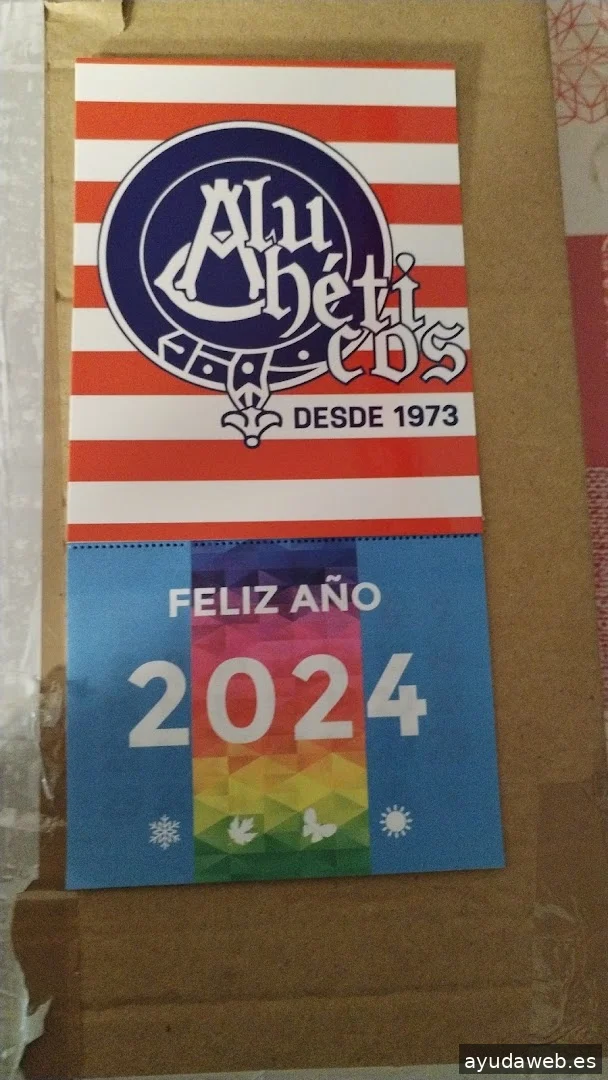 Alu
chéti
cos
DESDE 1973
FELIZ AÑO
2024
ayudaweb.es